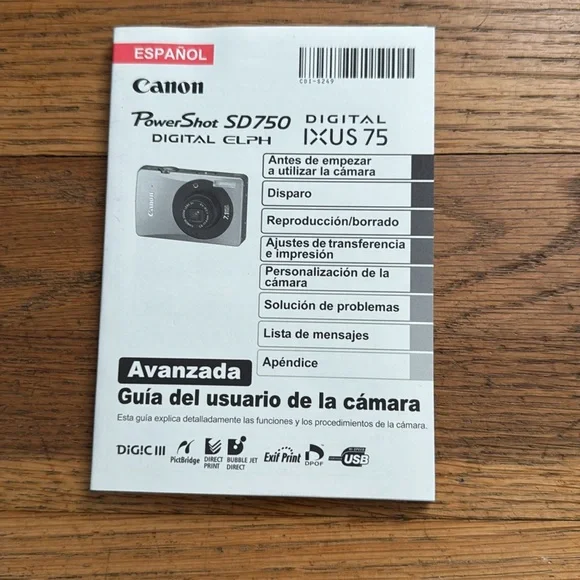 ESPAÑOL
CDI-E249
Canon
PowerShot SD750
DIGITAL ELPH
DIGITAL
IXUS 75
Canon
Antes de empezar
a utilizar la cámara
Disparo
Reproducción/borrado
Ajustes de transferencia
e impresión
Personalización de la
cámara
Solución de problemas
Lista de mensajes
Apéndice
Avanzada
Guía del usuario de la cámara
Esta guía explica detalladamente las funciones y los procedimientos de la cámara.
DIGIC III
PictBridge
DIRECT
PRINT
BUBBLE JET
DIRECT
Exif Print
DPOF
USB